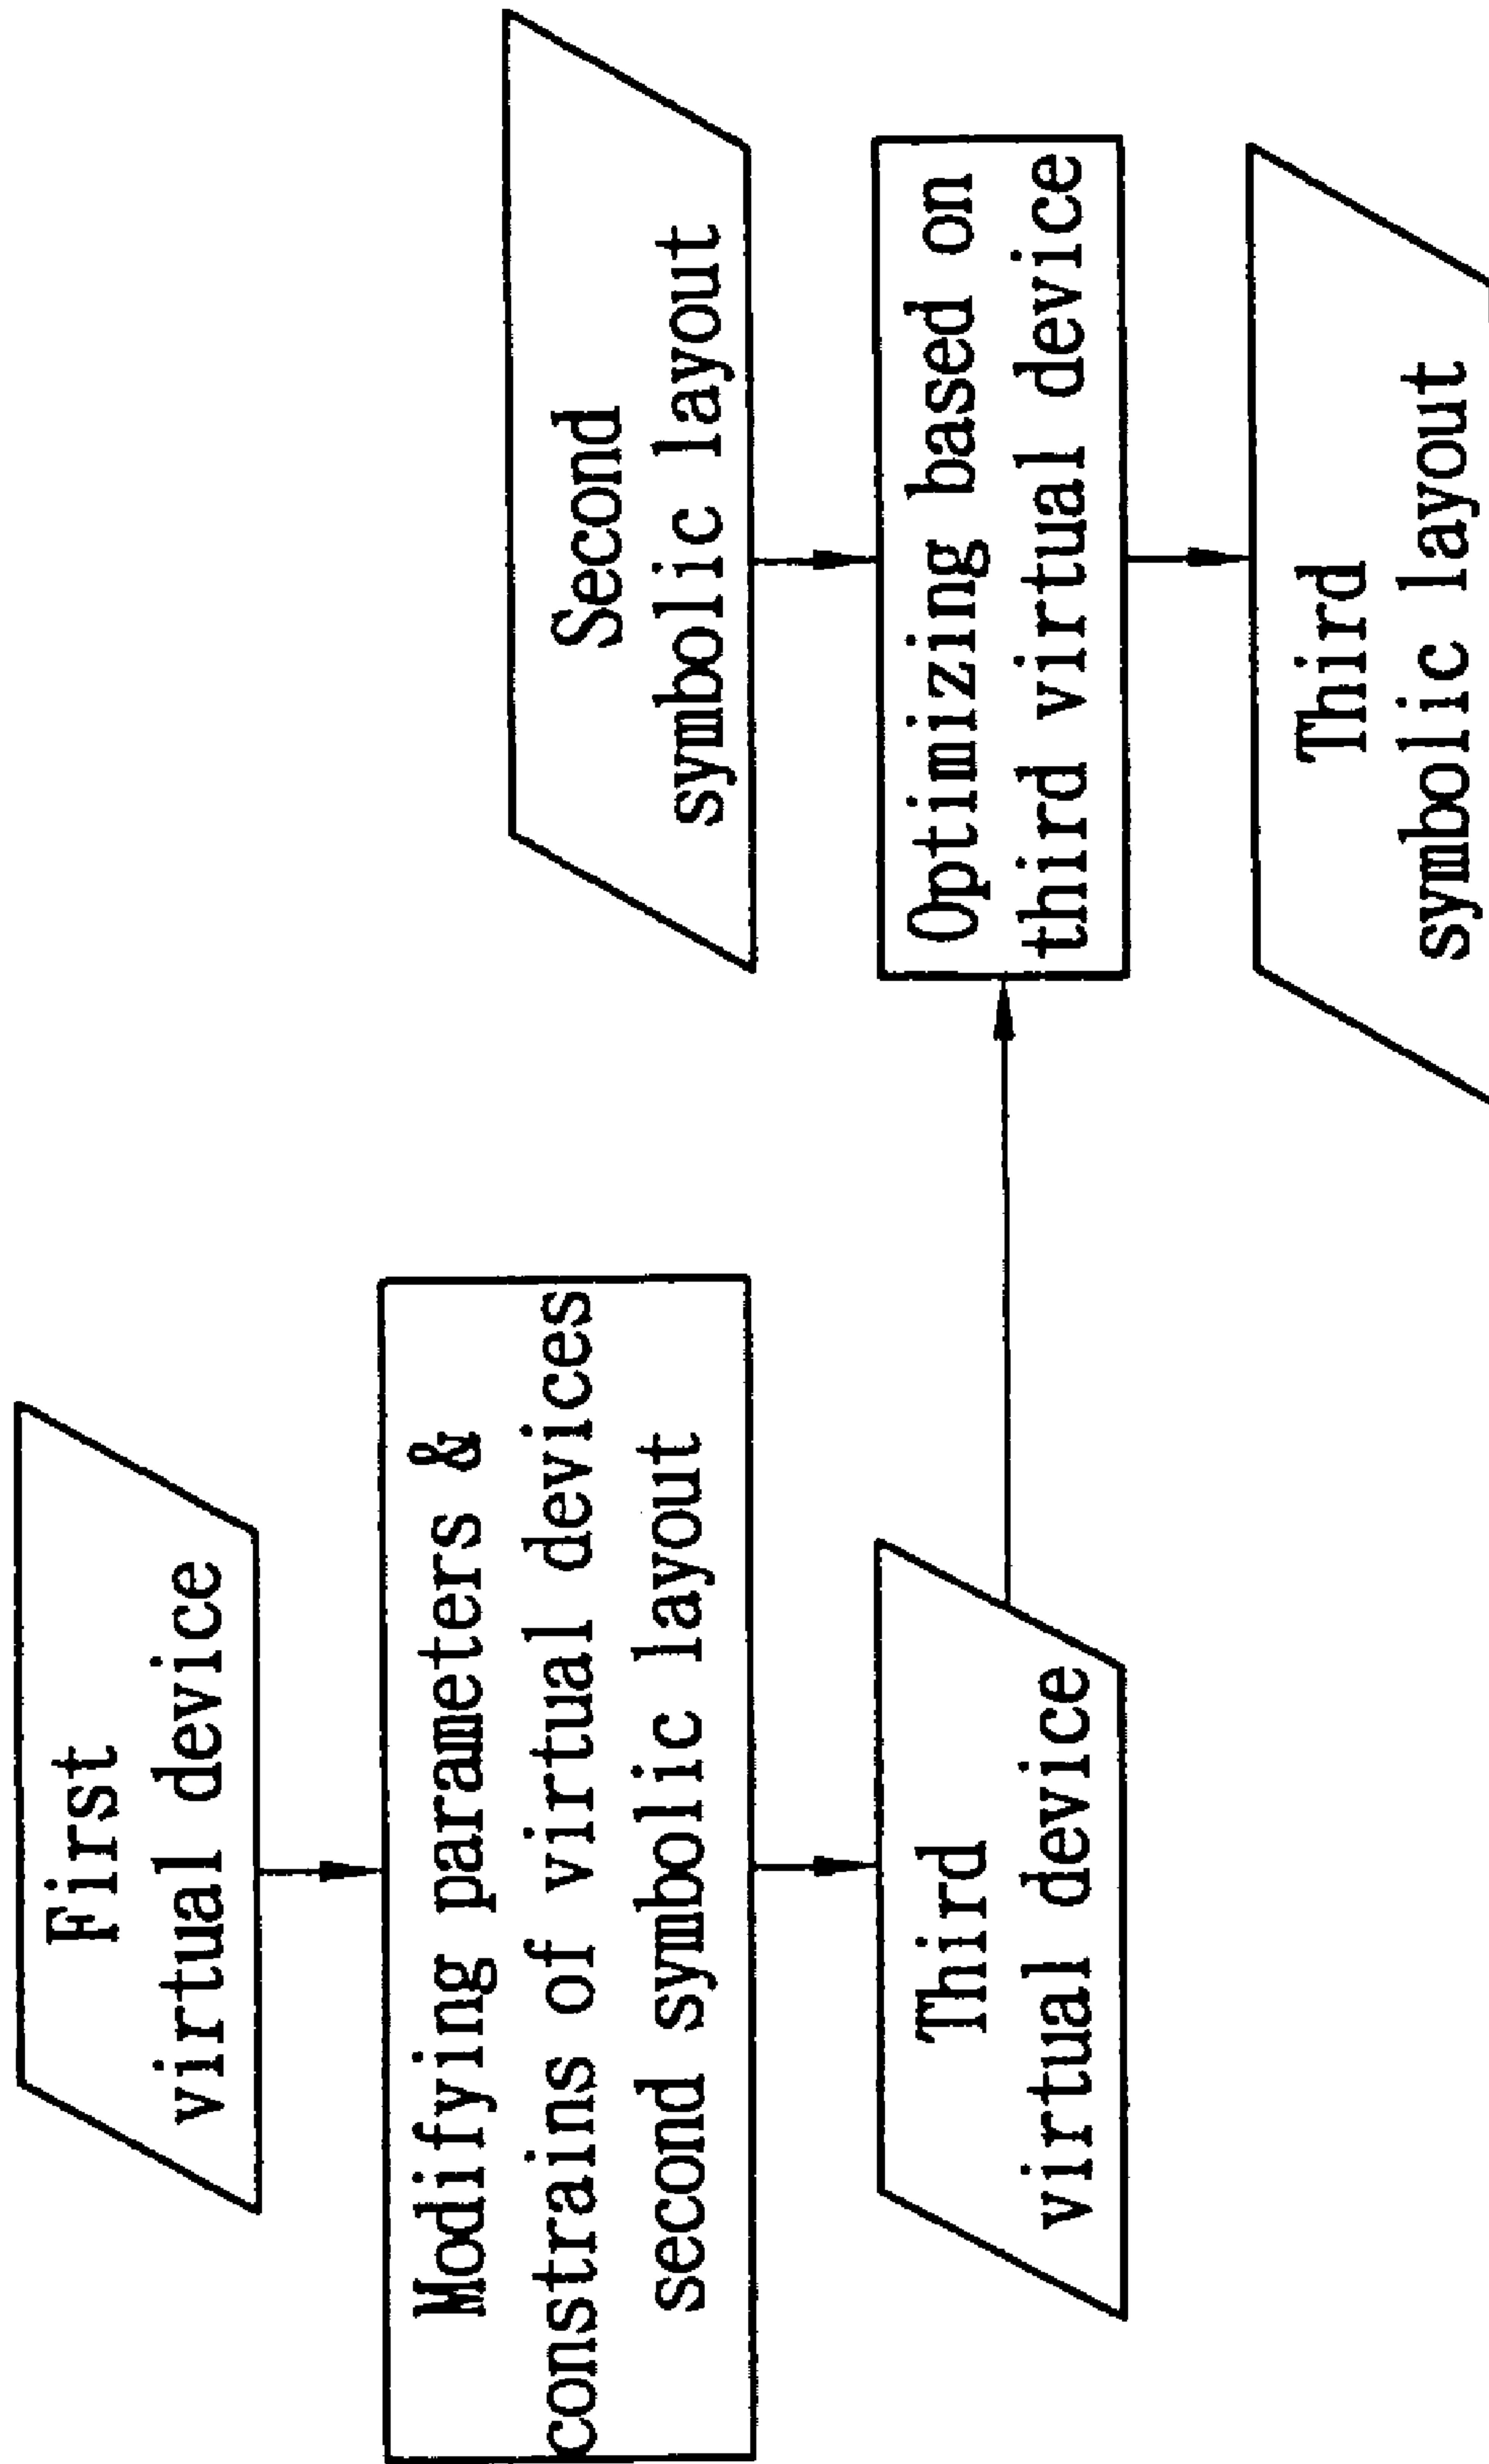 First
virtual device
Modifying parameters &
constrains of virtual devices
second symbolic layout
Third
virtual device
Second
symbolic layout
Optimizing based on
third virtual device
Third
symbolic layout